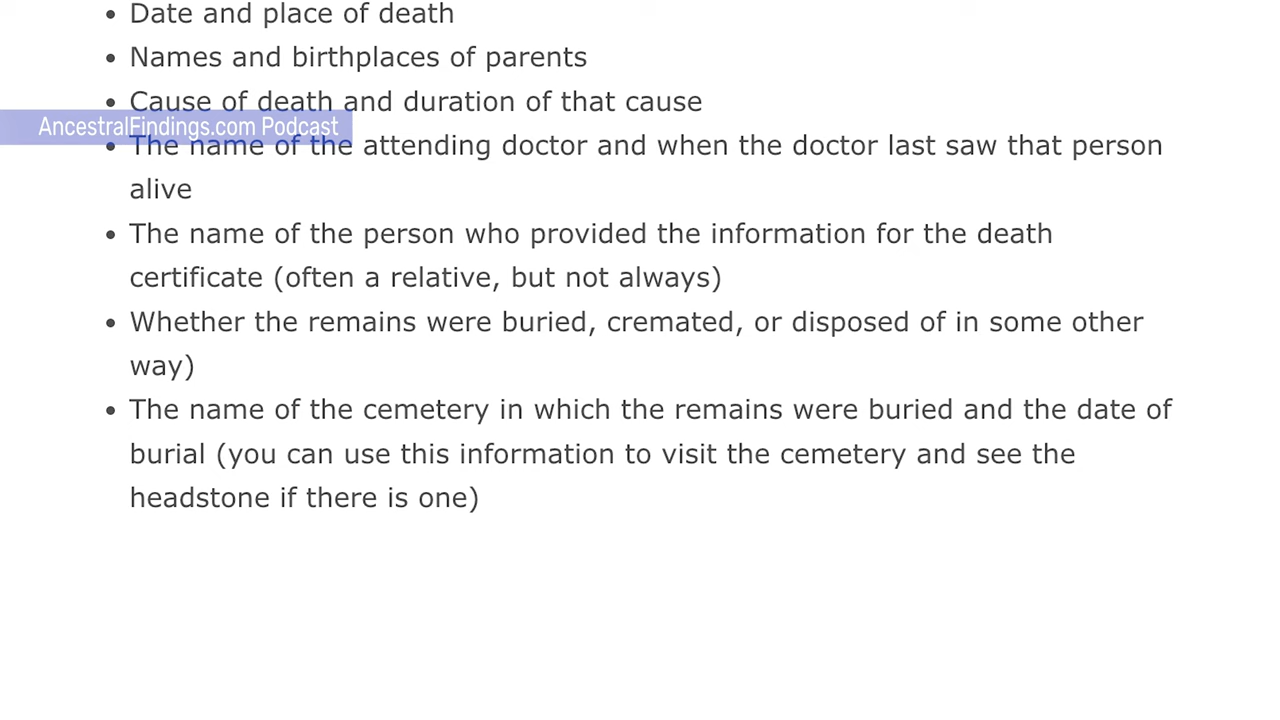 Date and place of death
Names and birthplaces of parents
Cause of death and duration of that cause
AncestralFindings.com Podcast
The name of the attending doctor and when the doctor last saw that person
alive
The name of the person who provided the information for the death
certificate (often a relative, but not always)
Whether the remains were buried, cremated, or disposed of in some other
way)
The name of the cemetery in which the remains were buried and the date of
burial (you can use this information to visit the cemetery and see the
headstone if there is one)